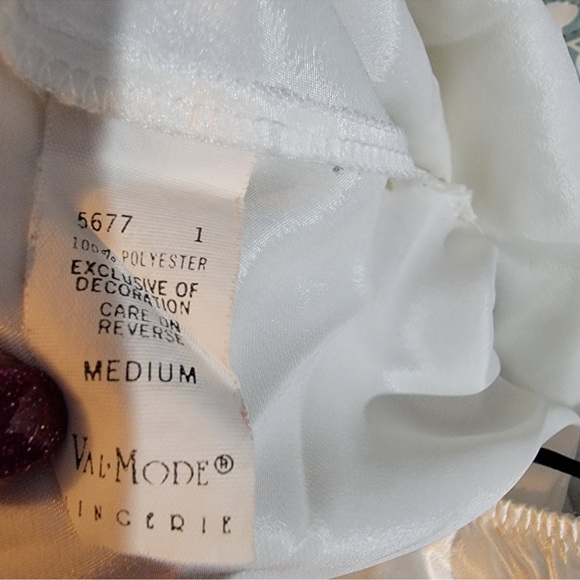 5677 1
100% POLYESTER
EXCLUSIVE OF
DECORATION
CARE ON
REVERSE
MEDIUM
VAL·MODE®
LINGERIE